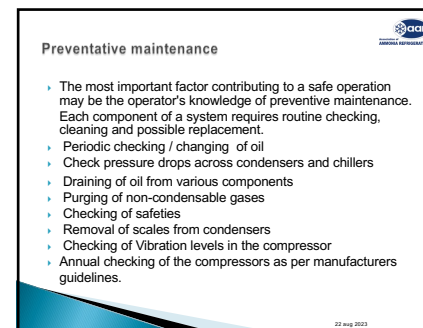 aar
AMMONIA REFRIGERAT
Preventative maintenance
The most important factor contributing to a safe operation
may be the operator's knowledge of preventive maintenance.
Each component of a system requires routine checking,
cleaning and possible replacement.
Periodic checking / changing of oil
Check pressure drops across condensers and chillers
Draining of oil from various components
Purging of non-condensable gases
Checking of safeties
Removal of scales from condensers
Checking of Vibration levels in the compressor
Annual checking of the compressors as per manufacturers
guidelines.
22 aug 2023